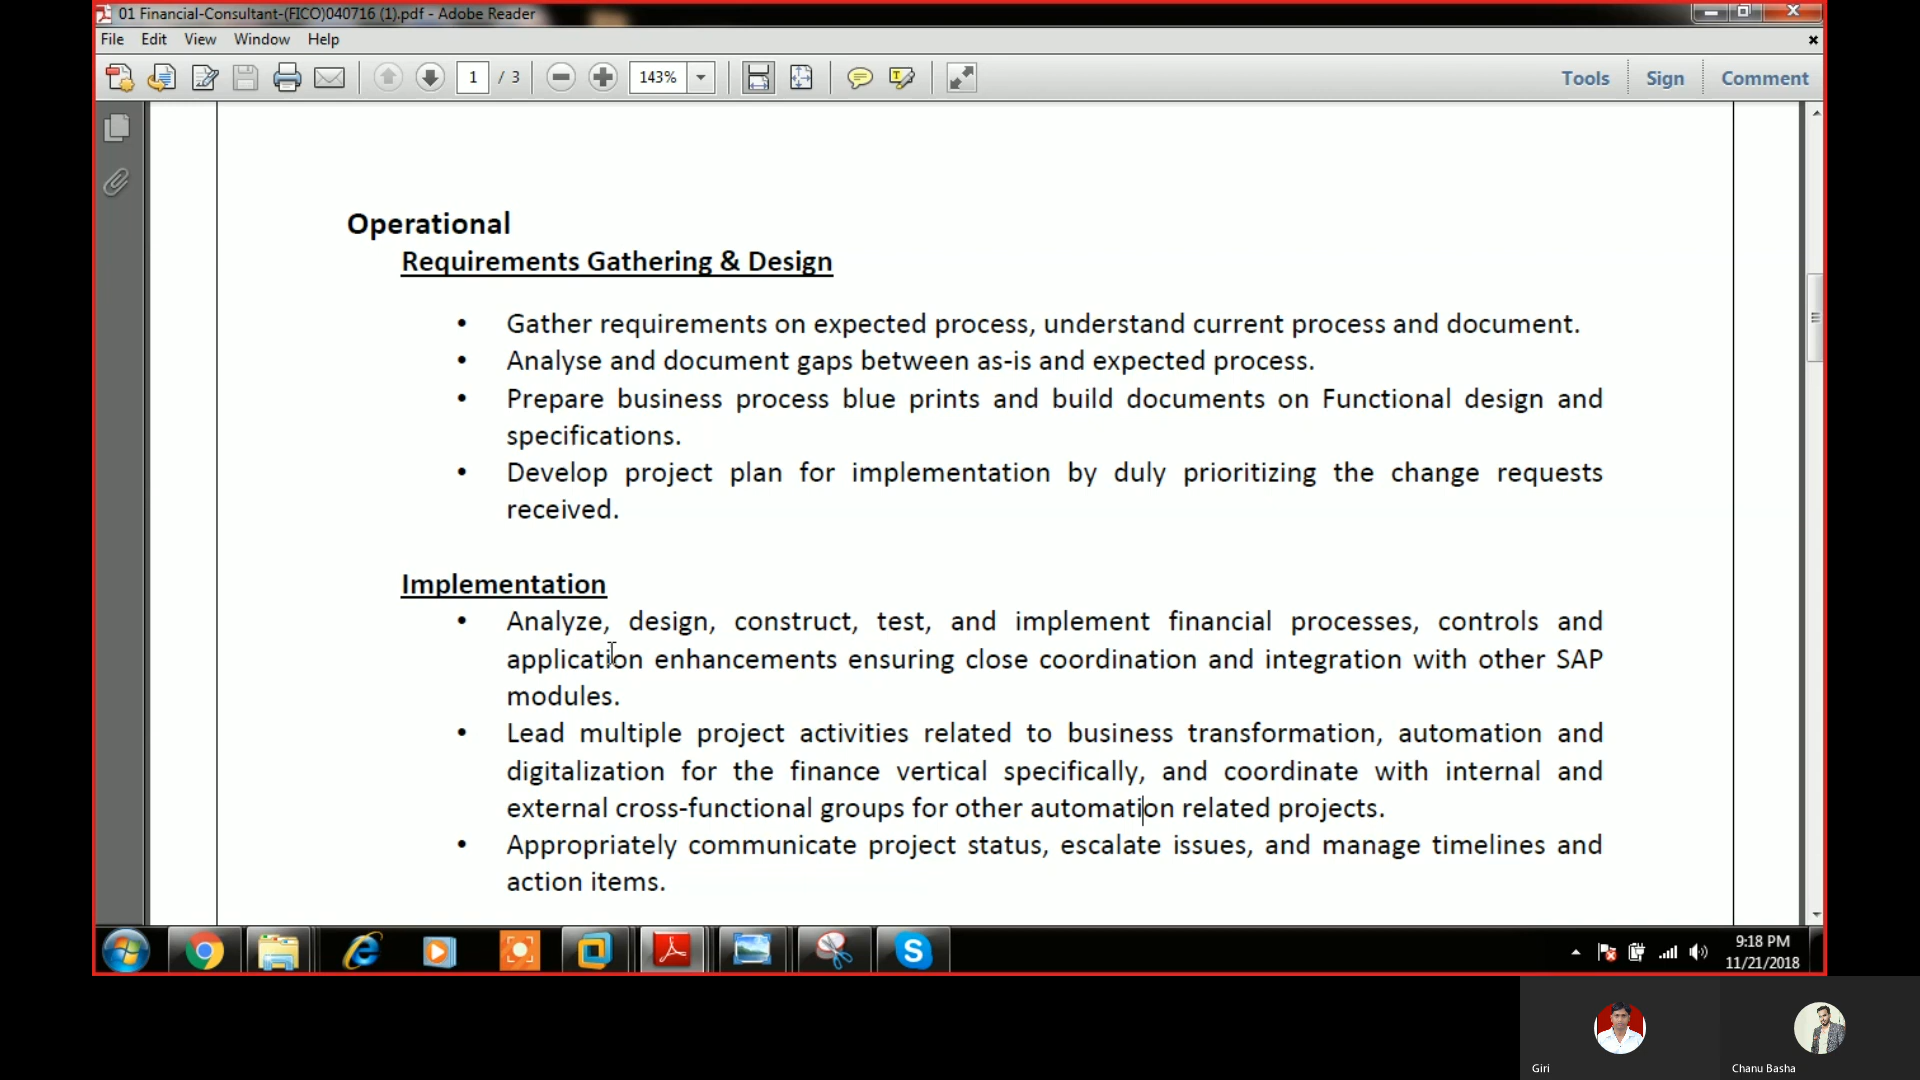 01 Financial-Consultant-(FICO)040716 (1).pdf - Adobe Reader
File Edit View Window Help
1 / 3 143% Tools Sign Comment
Operational
Requirements Gathering & Design
• Gather requirements on expected process, understand current process and document.
• Analyse and document gaps between as-is and expected process.
• Prepare business process blue prints and build documents on Functional design and
specifications.
• Develop project plan for implementation by duly prioritizing the change requests
received.
Implementation
• Analyze, design, construct, test, and implement financial processes, controls and
application enhancements ensuring close coordination and integration with other SAP
modules.
• Lead multiple project activities related to business transformation, automation and
digitalization for the finance vertical specifically, and coordinate with internal and
external cross-functional groups for other automation related projects.
• Appropriately communicate project status, escalate issues, and manage timelines and
action items.
9:18 PM
11/21/2018
Giri
Chanu Basha